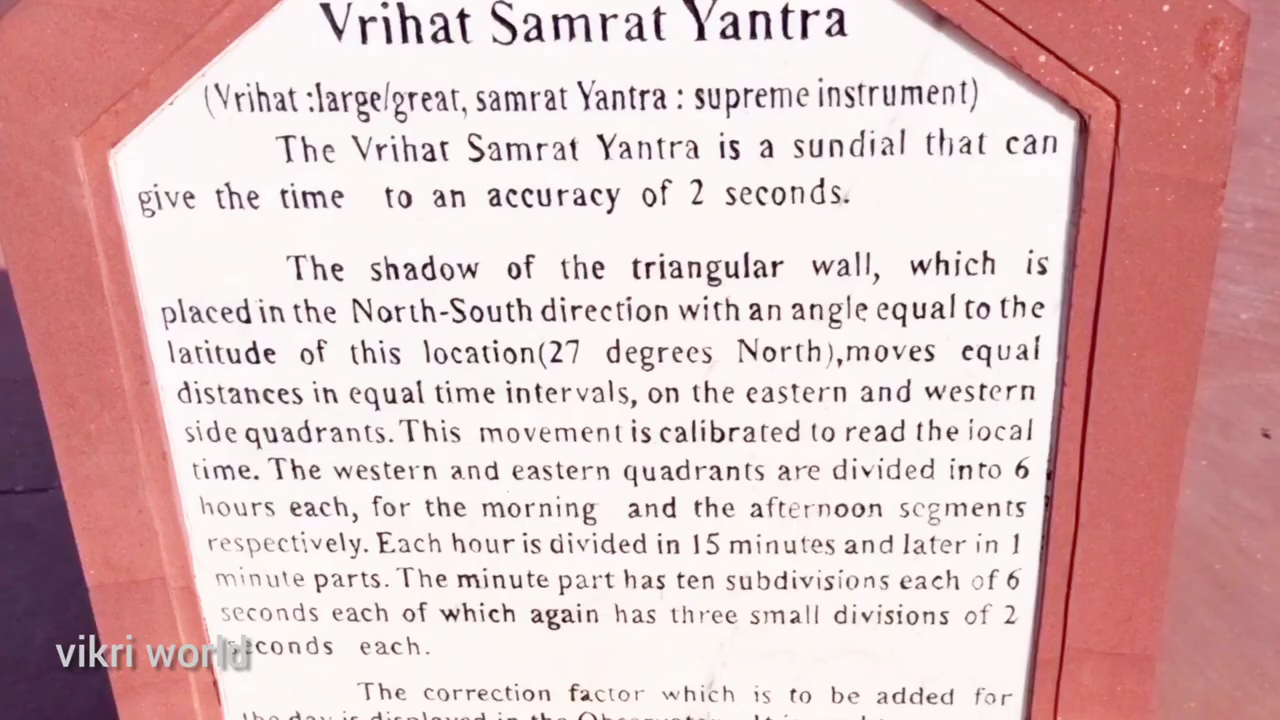 Vrihat Samrat Yantra
(Vrihat :large/great, samrat Yantra : supreme instrument)
The Vrihat Samrat Yantra is a sundial that can
give the time to an accuracy of 2 seconds.
The shadow of the triangular wall, which is
placed in the North-South direction with an angle equal to the
latitude of this location(27 degrees North),moves equal
distances in equal time intervals, on the eastern and western
side quadrants. This movement is calibrated to read the local
time. The western and eastern quadrants are divided into 6
hours each, for the morning and the afternoon segments
respectively. Each hour is divided in 15 minutes and later in 1
minute parts. The minute part has ten subdivisions each of 6
seconds each of which again has three small divisions of 2
seconds each.
vikri world
The correction factor which is to be added for
the day is displayed in the